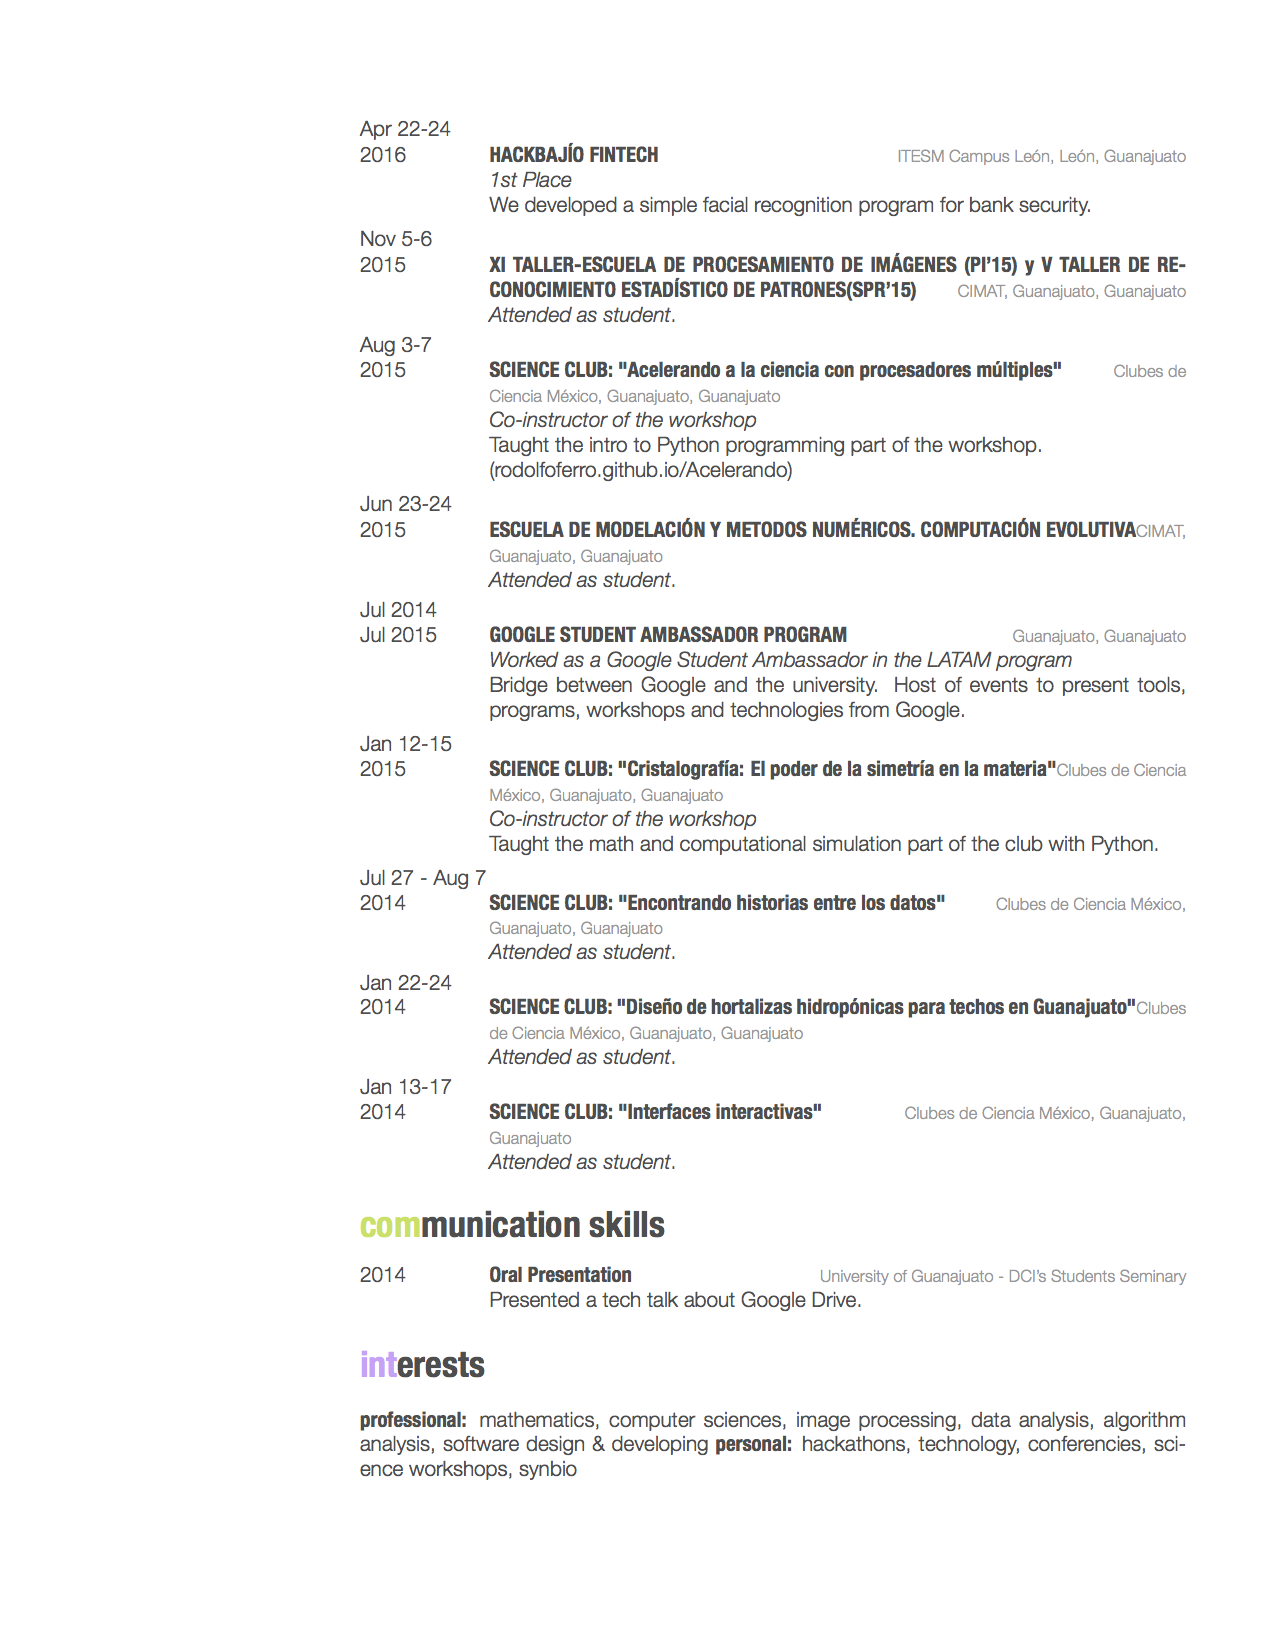 Apr 22-24
2016 HACKBAJÍO FINTECH ITESM Campus León, León, Guanajuato
1st Place
We developed a simple facial recognition program for bank security.
Nov 5-6
2015 XI TALLER-ESCUELA DE PROCESAMIENTO DE IMÁGENES (PI'15) y V TALLER DE RE-
CONOCIMIENTO ESTADÍSTICO DE PATRONES(SPR'15) CIMAT, Guanajuato, Guanajuato
Attended as student.
Aug 3-7
2015 SCIENCE CLUB: "Acelerando a la ciencia con procesadores múltiples" Clubes de
Ciencia México, Guanajuato, Guanajuato
Co-instructor of the workshop
Taught the intro to Python programming part of the workshop.
(rodolfoferro.github.io/Acelerando)
Jun 23-24
2015 ESCUELA DE MODELACIÓN Y METODOS NUMÉRICOS. COMPUTACIÓN EVOLUTIVACIMAT,
Guanajuato, Guanajuato
Attended as student.
Jul 2014
Jul 2015 GOOGLE STUDENT AMBASSADOR PROGRAM Guanajuato, Guanajuato
Worked as a Google Student Ambassador in the LATAM program
Bridge between Google and the university. Host of events to present tools,
programs, workshops and technologies from Google.
Jan 12-15
2015 SCIENCE CLUB: "Cristalografía: El poder de la simetría en la materia"Clubes de Ciencia
México, Guanajuato, Guanajuato
Co-instructor of the workshop
Taught the math and computational simulation part of the club with Python.
Jul 27 - Aug 7
2014 SCIENCE CLUB: "Encontrando historias entre los datos" Clubes de Ciencia México,
Guanajuato, Guanajuato
Attended as student.
Jan 22-24
2014 SCIENCE CLUB: "Diseño de hortalizas hidropónicas para techos en Guanajuato"Clubes
de Ciencia México, Guanajuato, Guanajuato
Attended as student.
Jan 13-17
2014 SCIENCE CLUB: "Interfaces interactivas" Clubes de Ciencia México, Guanajuato,
Guanajuato
Attended as student.
communication skills
2014 Oral Presentation University of Guanajuato - DCI's Students Seminary
Presented a tech talk about Google Drive.
interests
professional: mathematics, computer sciences, image processing, data analysis, algorithm
analysis, software design & developing personal: hackathons, technology, conferencies, sci-
ence workshops, synbio